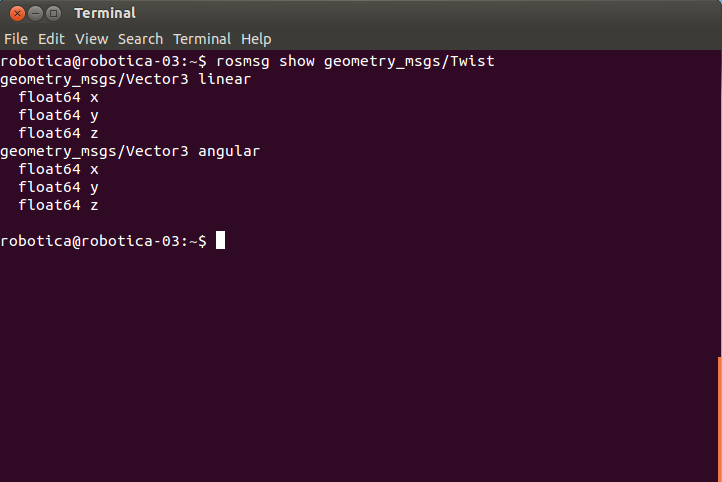 Terminal
File Edit View Search Terminal Help
robotica@robotica-03:~$ rosmsg show geometry_msgs/Twist
geometry_msgs/Vector3 linear
  float64 x
  float64 y
  float64 z
geometry_msgs/Vector3 angular
  float64 x
  float64 y
  float64 z
robotica@robotica-03:~$